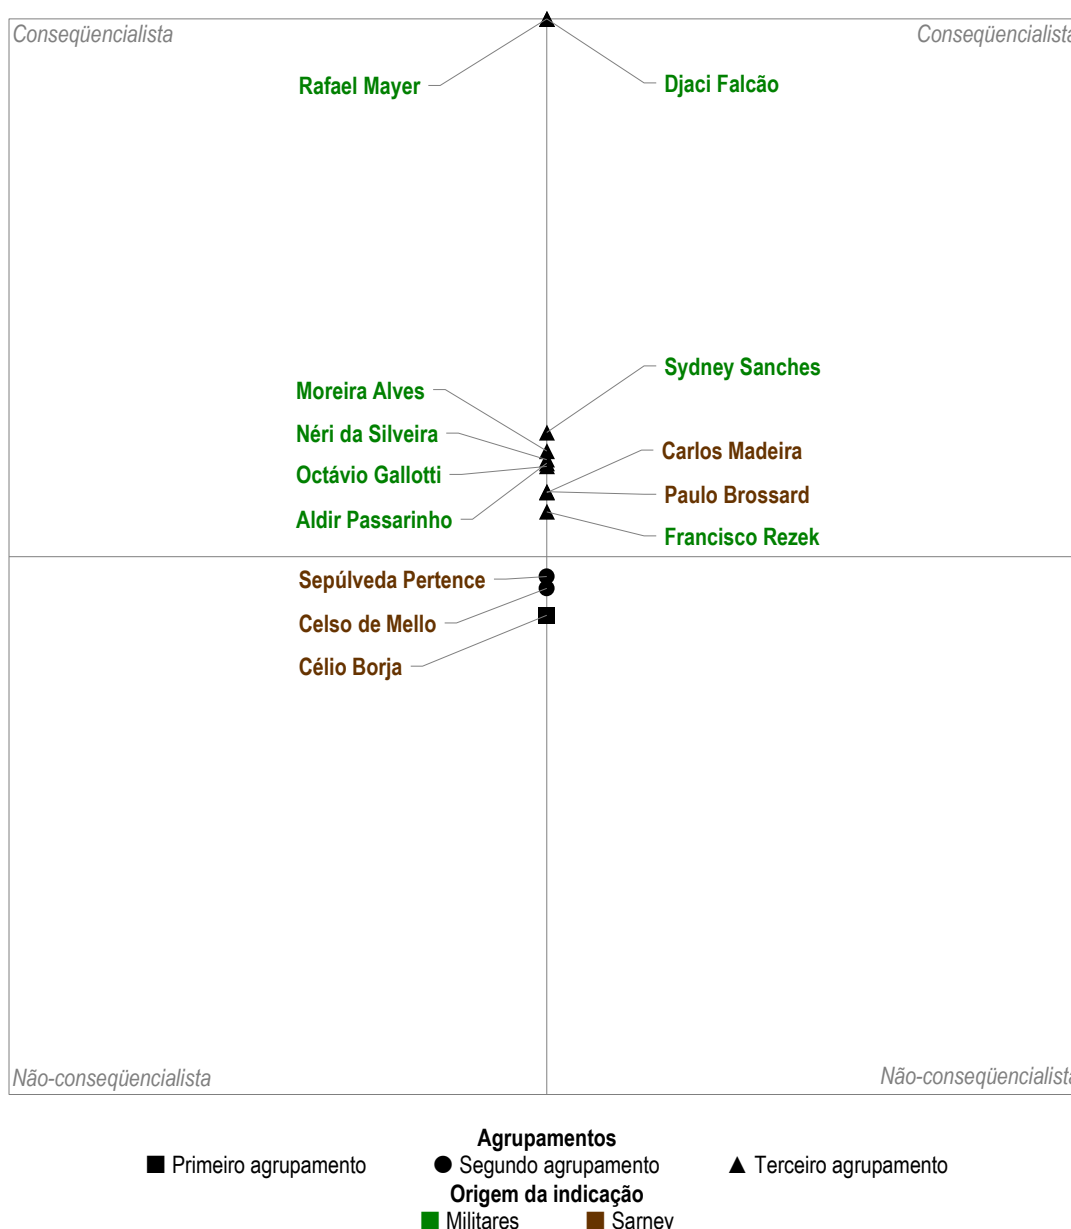 Conseqüencialista
Conseqüencialista
Rafael Mayer
Djaci Falcão
Sydney Sanches
Moreira Alves
Néri da Silveira
Carlos Madeira
Octávio Gallotti
Paulo Brossard
Aldir Passarinho
Francisco Rezek
Sepúlveda Pertence
Celso de Mello
Célio Borja
Não-conseqüencialista
Não-conseqüencialista
Agrupamentos
Primeiro agrupamento Segundo agrupamento Terceiro agrupamento
Origem da indicação
Militares Sarney